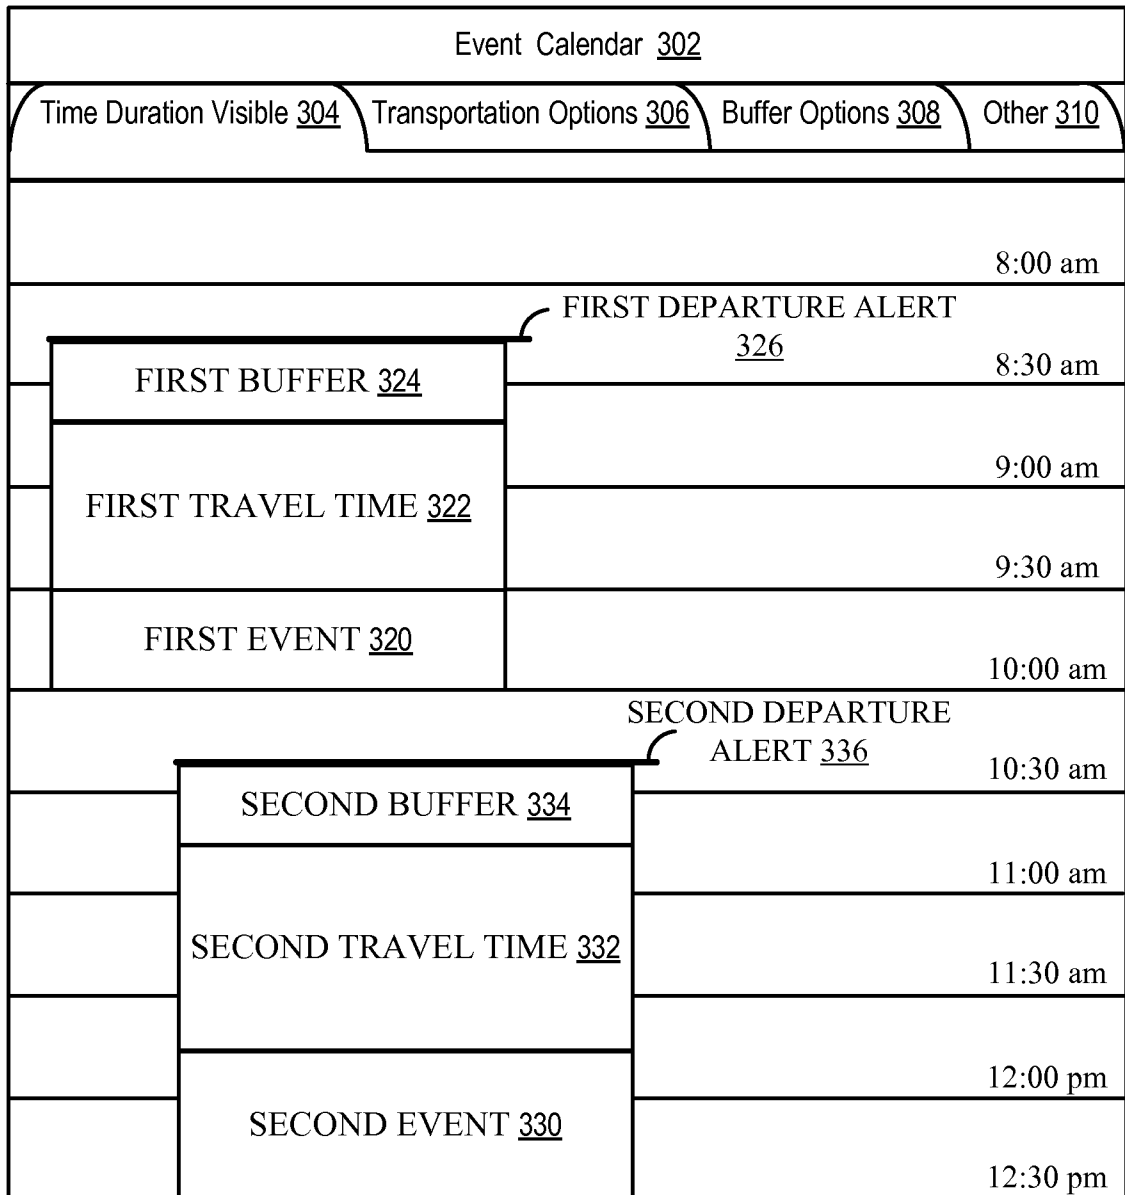 Event Calendar 302
Time Duration Visible 304 Transportation Options 306 Buffer Options 308 Other 310
8:00 am
FIRST DEPARTURE ALERT
326
8:30 am
FIRST BUFFER 324
9:00 am
FIRST TRAVEL TIME 322
9:30 am
FIRST EVENT 320
10:00 am
SECOND DEPARTURE
ALERT 336
10:30 am
SECOND BUFFER 334
11:00 am
SECOND TRAVEL TIME 332
11:30 am
12:00 pm
SECOND EVENT 330
12:30 pm